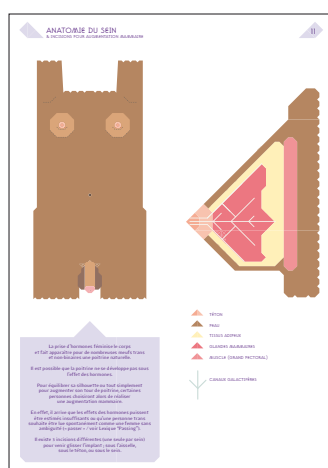 ANATOMIE DU SEIN
& INCISIONS POUR AUGMENTATION MAMMAIRE
II
TÉTON
PEAU
TISSUS ADIPEUX
GLANDES MAMMAIRES
MUSCLE (GRAND PECTORAL)
CANAUX GALACTIFÈRES
La prise d'hormones féminise le corps
et fait apparaître pour de nombreuses meufs trans
et non-binaires une poitrine naturelle.
Il est possible que la poitrine ne se développe pas sous
l'effet des hormones.
Pour équilibrer sa silhouette ou tout simplement
pour augmenter son tour de poitrine, certaines
personnes choisiront alors de réaliser
une augmentation mammaire.
En effet, il arrive que les effets des hormones puissent
être estimés insuffisants ou qu'une personne trans
souhaite être lue spontanément comme une femme sans
ambiguïté (« passer » / voir Lexique "Passing").
Il existe 3 incisions différentes (une seule par sein)
pour venir glisser l'implant : sous l'aisselle,
sous le téton, ou sous le sein.